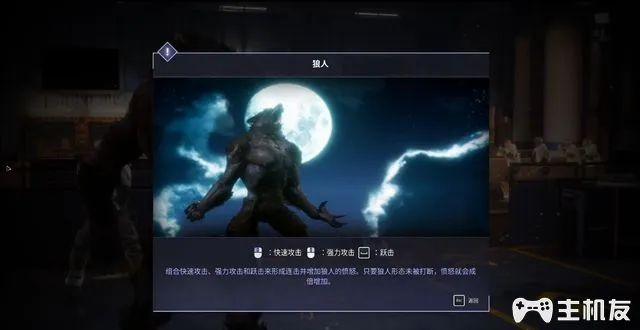 狼人
：快速攻击 ：强力攻击 ：跃击
组合快速攻击、强力攻击和跃击来形成连击并增加狼人的愤怒。只要狼人形态未被打断，愤怒就会成
倍增加。
Esc 返回
主机友